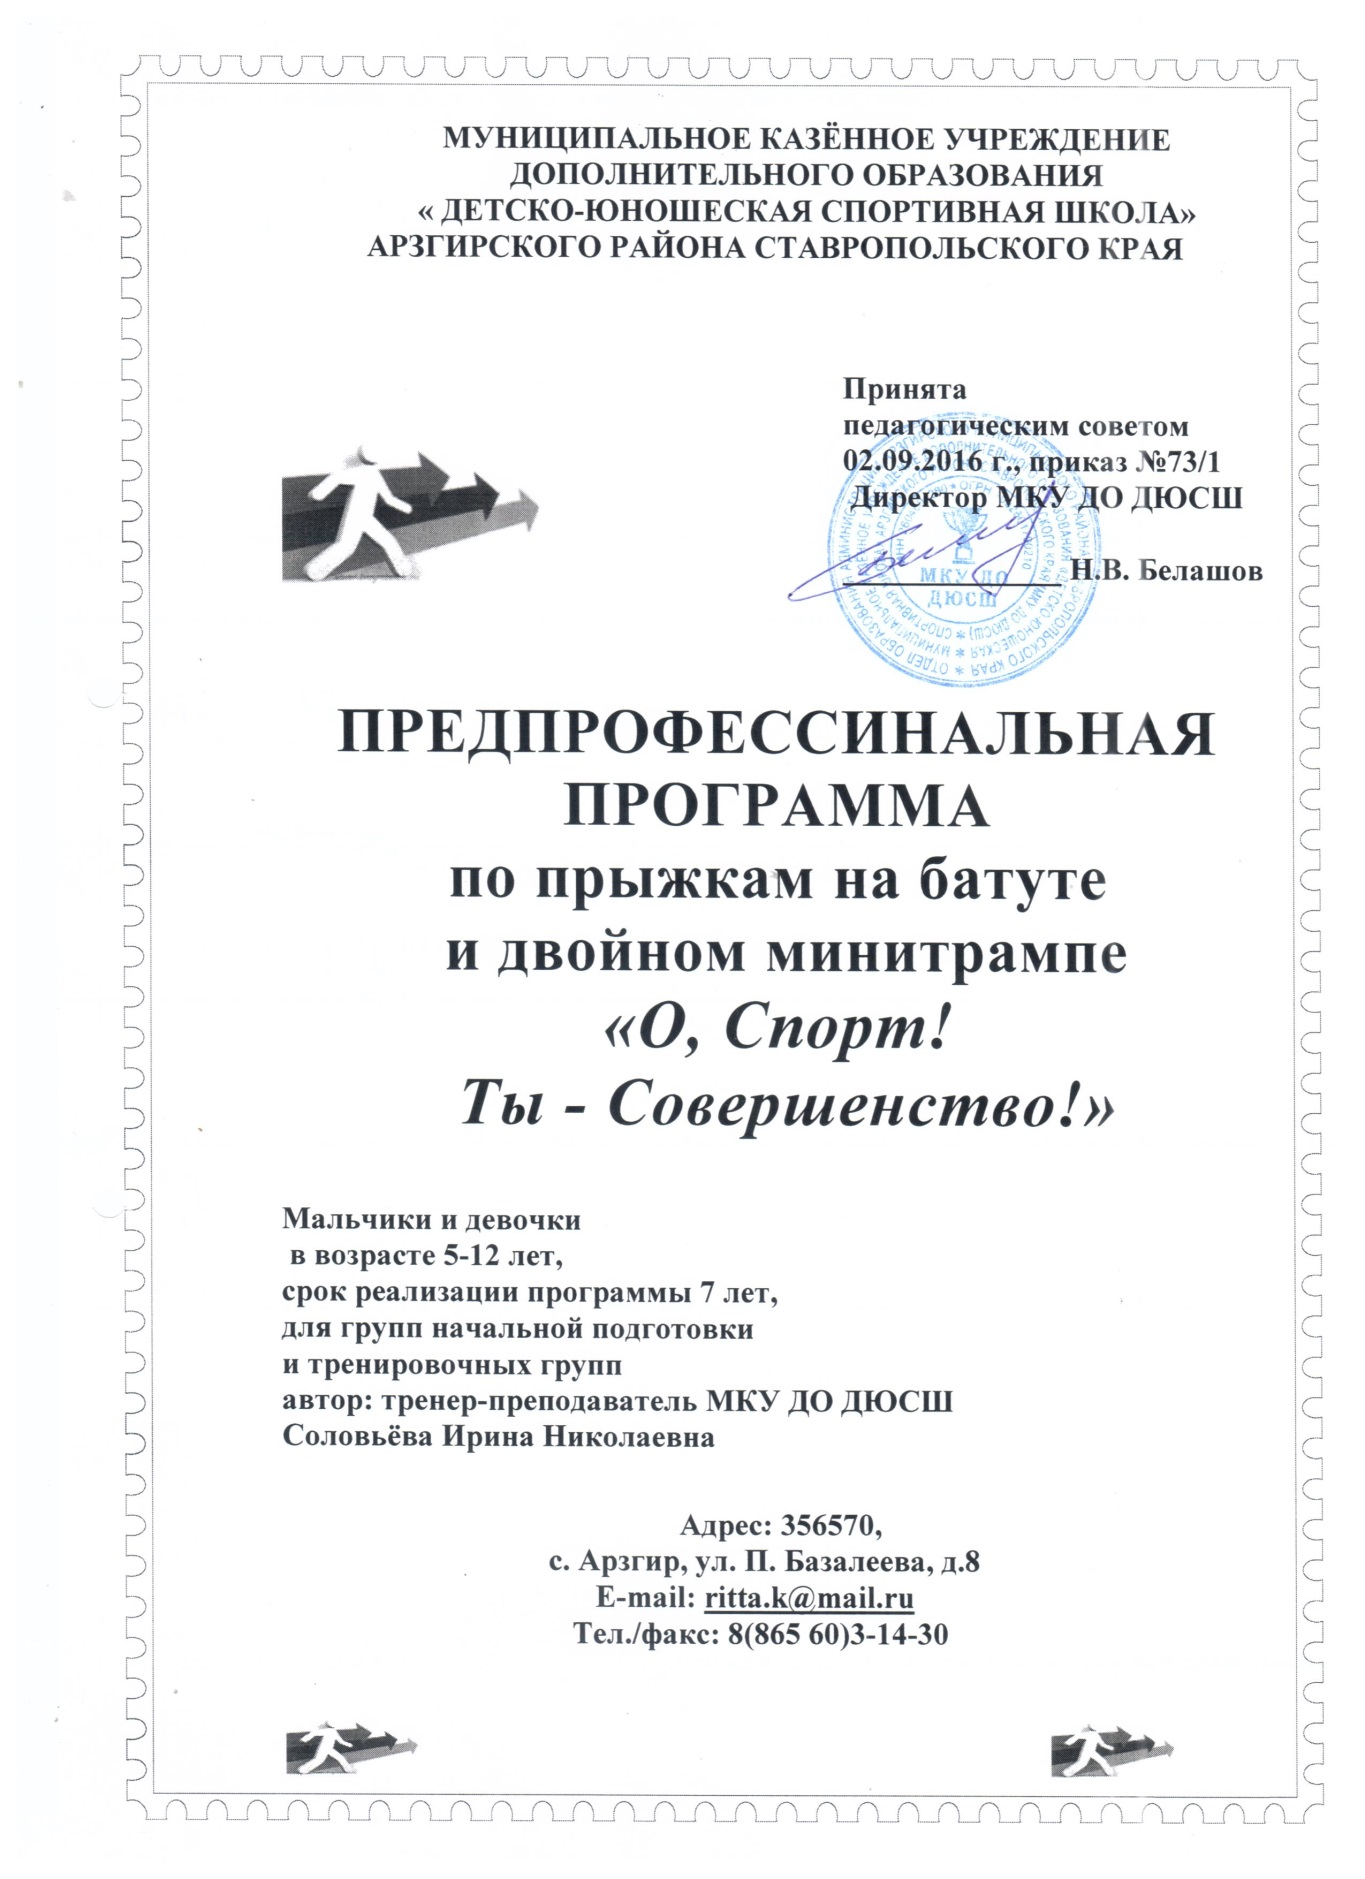 МУНИЦИПАЛЬНОЕ КАЗЁННОЕ УЧРЕЖДЕНИЕ
ДОПОЛНИТЕЛЬНОГО ОБРАЗОВАНИЯ
« ДЕТСКО-ЮНОШЕСКАЯ СПОРТИВНАЯ ШКОЛА»
АРЗГИРСКОГО РАЙОНА СТАВРОПОЛЬСКОГО КРАЯ
Принята
педагогическим советом
02.09.2016 г., приказ №73/1
Директор МКУ ДО ДЮСШ
Н.В. Белашов
МКУ ДО
ДЮСШ
ПРЕДПРОФЕССИНАЛЬНАЯ
ПРОГРАММА
по прыжкам на батуте
и двойном минитрампе
«О, Спорт!
Ты - Совершенство!»
Мальчики и девочки
в возрасте 5-12 лет,
срок реализации программы 7 лет,
для групп начальной подготовки
и тренировочных групп
автор: тренер-преподаватель МКУ ДО ДЮСШ
Соловьёва Ирина Николаевна
Адрес: 356570,
с. Арзгир, ул. П. Базалеева, д.8
E-mail: ritta.k@mail.ru
Тел./факс: 8(865 60)3-14-30